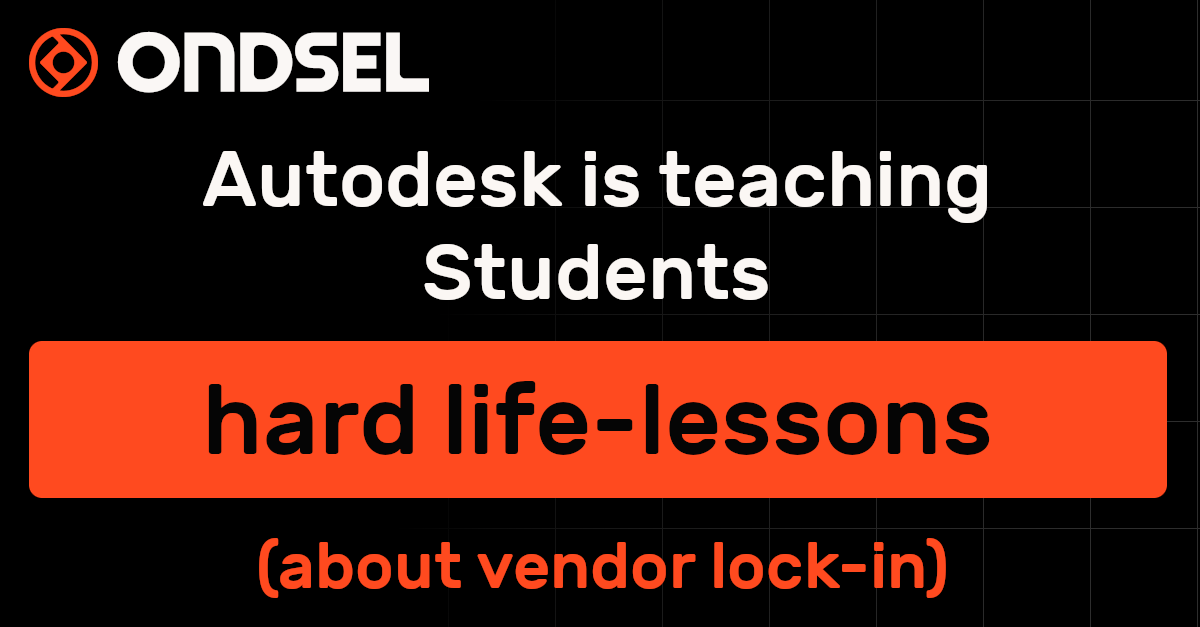 ONDSEL
Autodesk is teaching
Students
hard life-lessons
(about vendor lock-in)